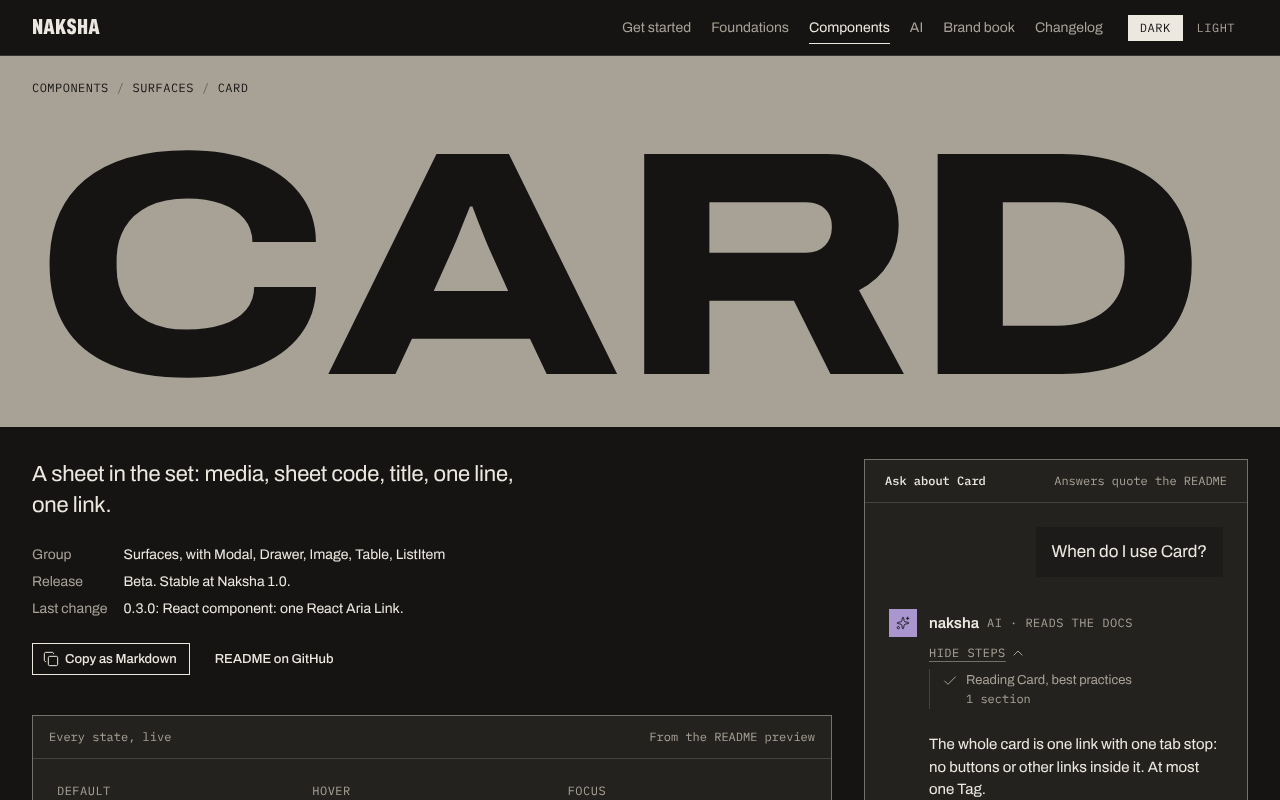 NAKSHA
Get started
Foundations
Components
AI
Brand book
Changelog
DARK
LIGHT
COMPONENTS / SURFACES / CARD
CARD
A sheet in the set: media, sheet code, title, one line,
one link.
Group Surfaces, with Modal, Drawer, Image, Table, ListItem
Release Beta. Stable at Naksha 1.0.
Last change 0.3.0: React component: one React Aria Link.
Copy as Markdown
README on GitHub
Every state, live
From the README preview
DEFAULT
HOVER
FOCUS
Ask about Card
Answers quote the README
When do I use Card?
naksha AI · READS THE DOCS
HIDE STEPS
Reading Card, best practices
1 section
The whole card is one link with one tab stop:
no buttons or other links inside it. At most
one Tag.